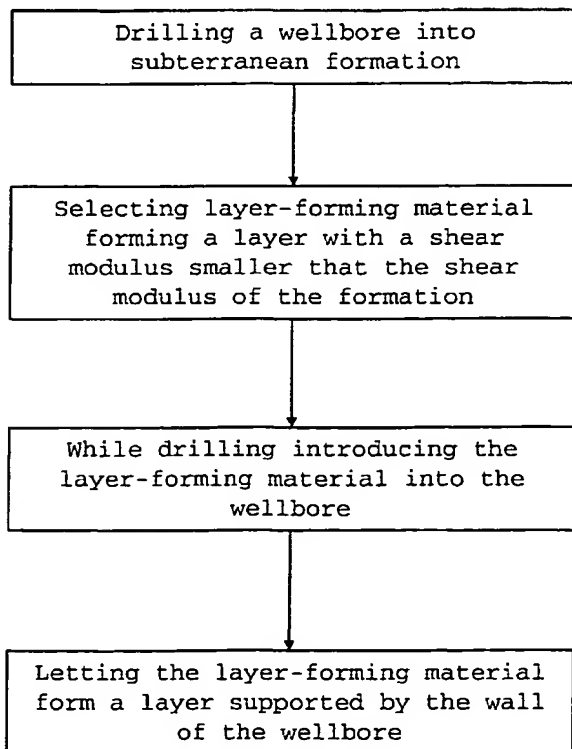 Drilling a wellbore into
subterranean formation
Selecting layer-forming material
forming a layer with a shear
modulus smaller that the shear
modulus of the formation
While drilling introducing the
layer-forming material into the
wellbore
Letting the layer-forming material
form a layer supported by the wall
of the wellbore